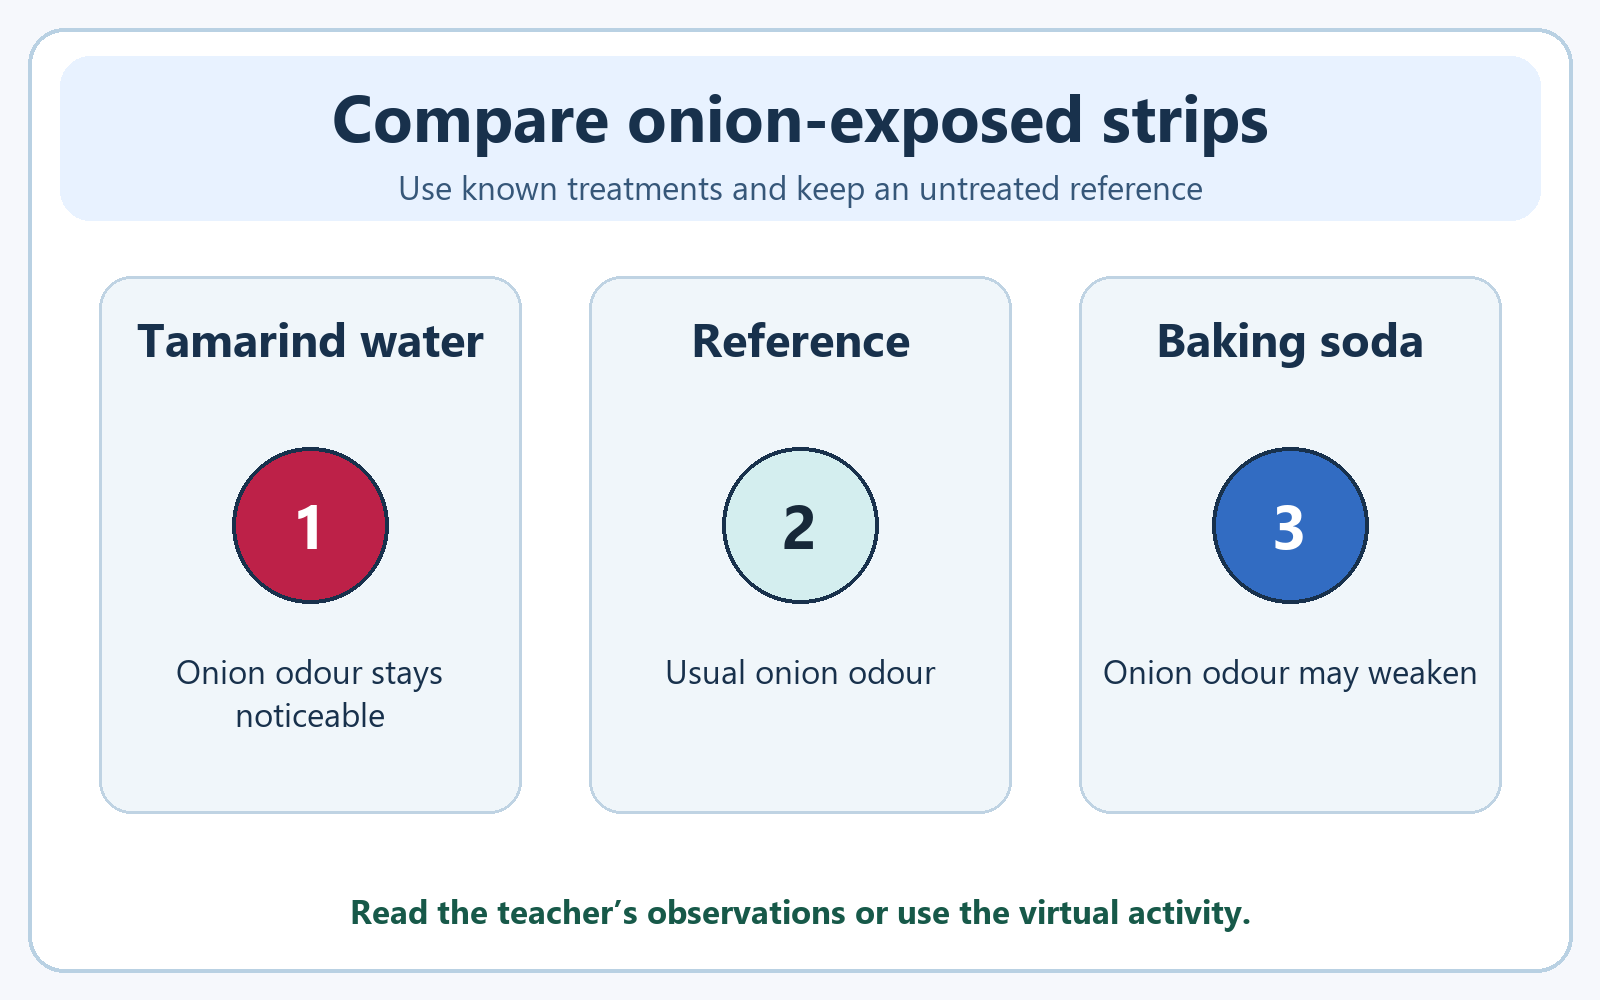 Compare onion-exposed strips
Use known treatments and keep an untreated reference
Tamarind water
1
Onion odour stays
noticeable
Reference
2
Usual onion odour
Baking soda
3
Onion odour may weaken
Read the teacher’s observations or use the virtual activity.